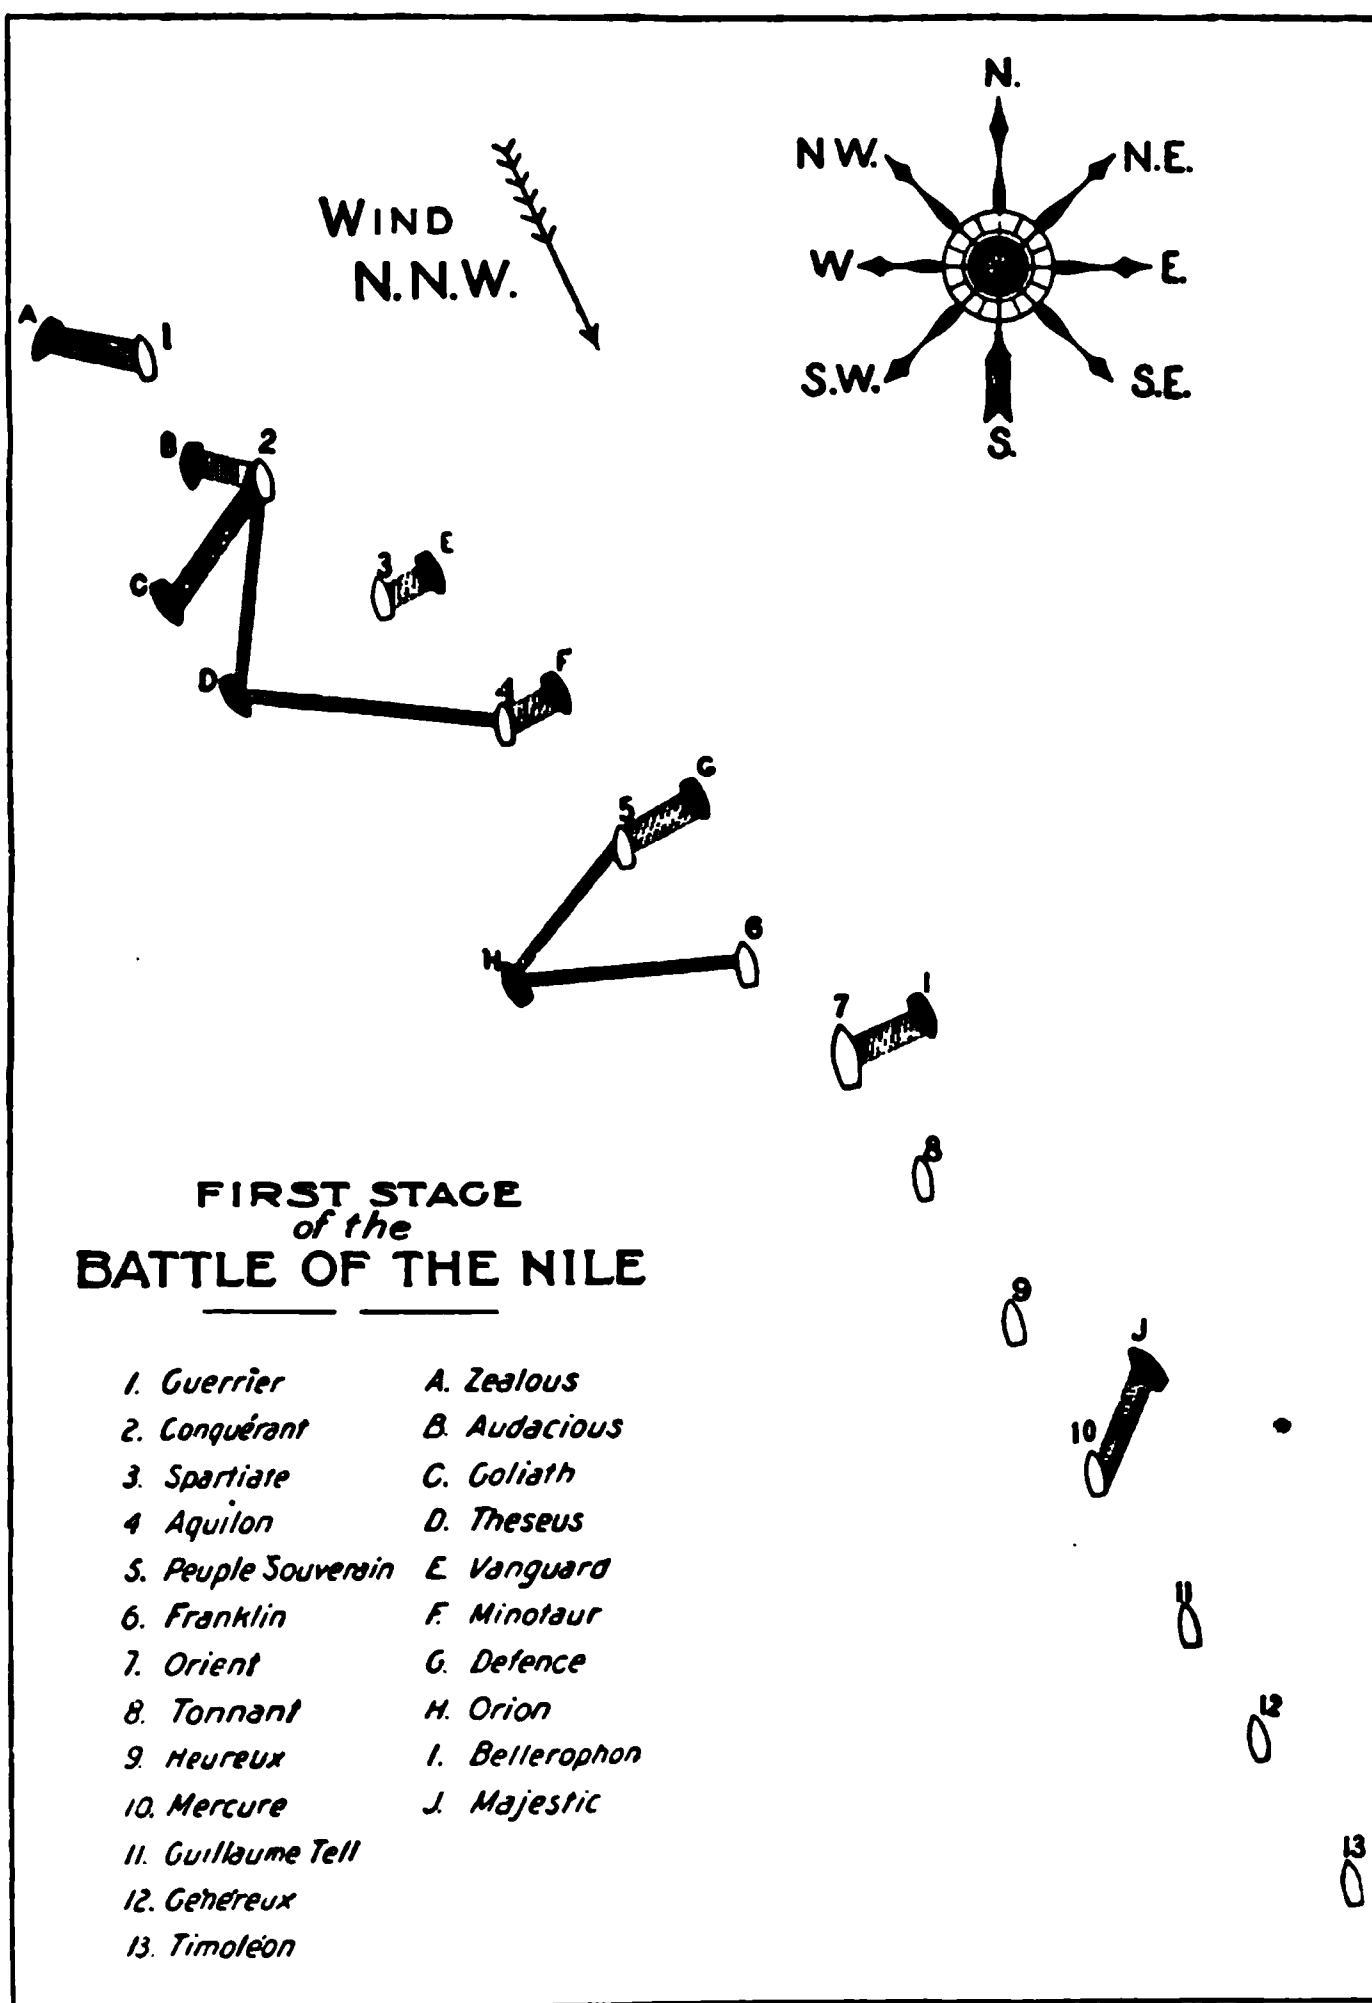 N.
N W.
N.E.
W
E.
S.W.
S.E.
S.
WIND
N.N.W.
A
1
B
2
C
3
E
D
4
F
5
G
H
6
7
I
8
9
J
10
11
12
13
FIRST STAGE
of the
BATTLE OF THE NILE
1. Guerrier
2. Conquérant
3. Spartiate
4 Aquilon
5. Peuple Souverain
6. Franklin
7. Orient
8. Tonnant
9. Heureux
10. Mercure
11. Guillaume Tell
12. Généreux
13. Timoléon
A. Zealous
B. Audacious
C. Goliath
D. Theseus
E Vanguard
F. Minotaur
G. Defence
H. Orion
I. Bellerophon
J. Majestic